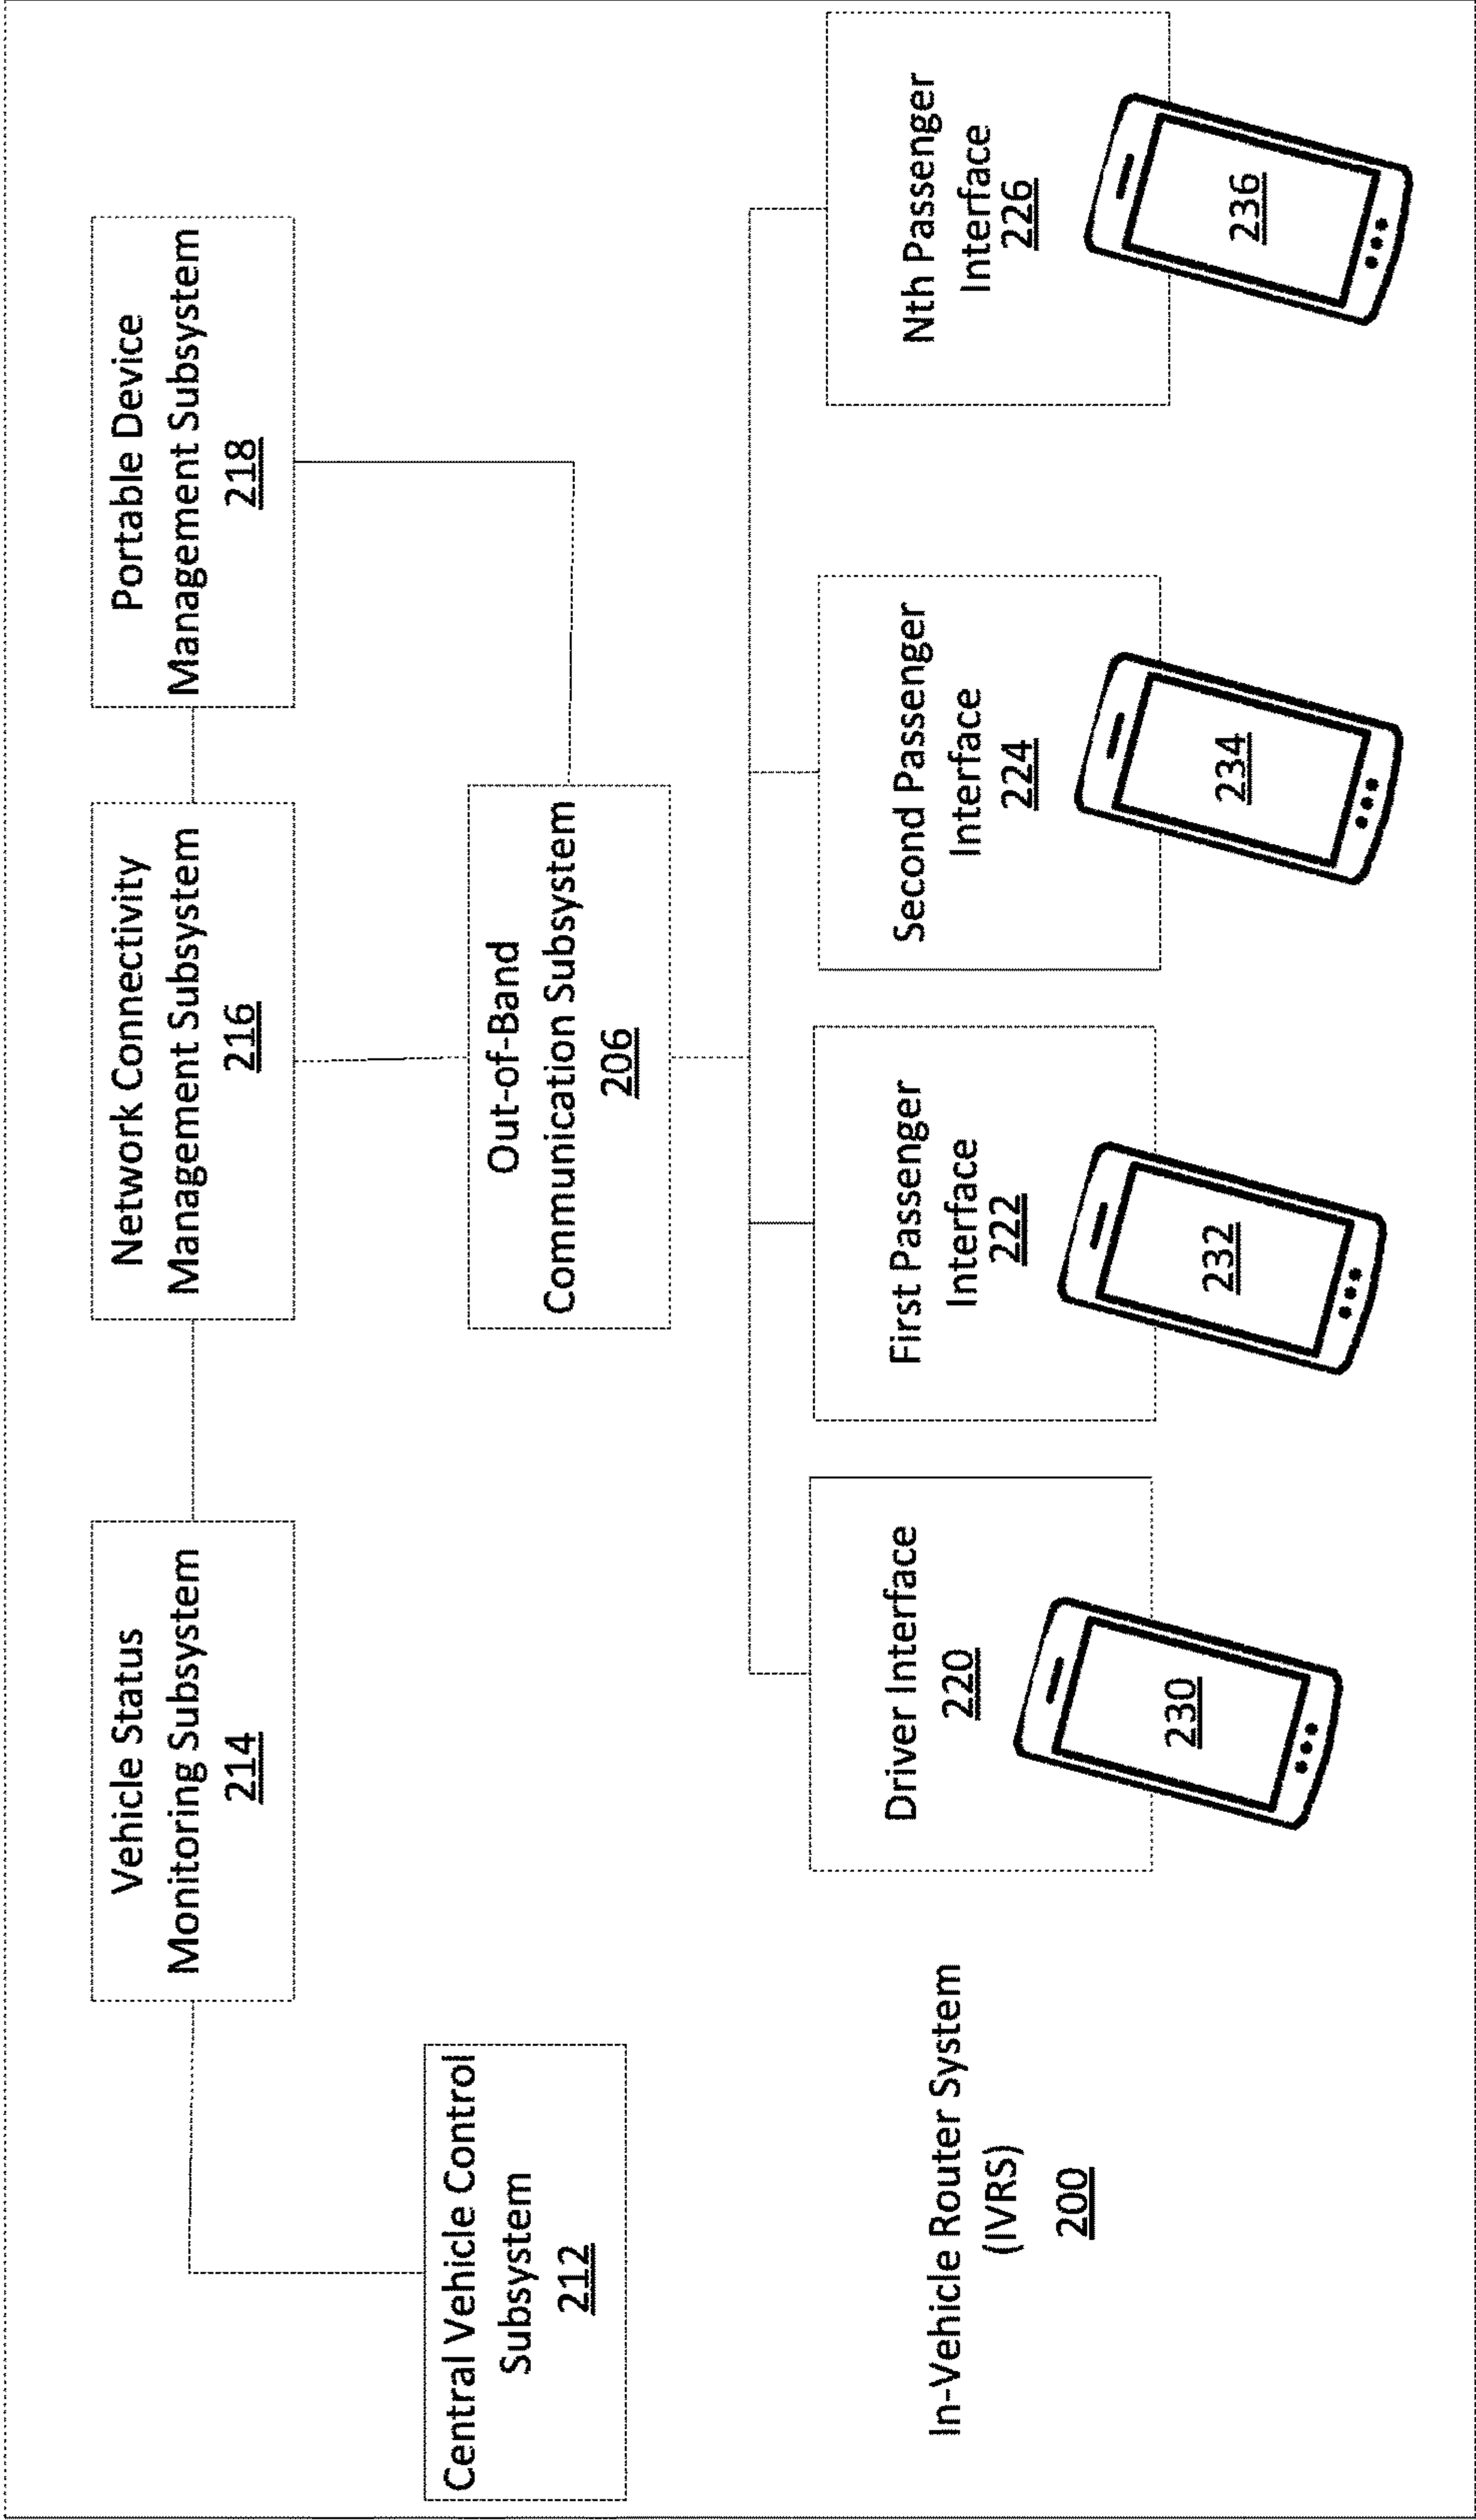 Vehicle Status
Monitoring Subsystem
214
Network Connectivity
Management Subsystem
216
Portable Device
Management Subsystem
218
Central Vehicle Control
Subsystem
212
Out-of-Band
Communication Subsystem
206
Driver Interface
220
230
First Passenger
Interface
222
232
Second Passenger
Interface
224
234
Nth Passenger
Interface
226
236
In-Vehicle Router System
(IVRS)
200